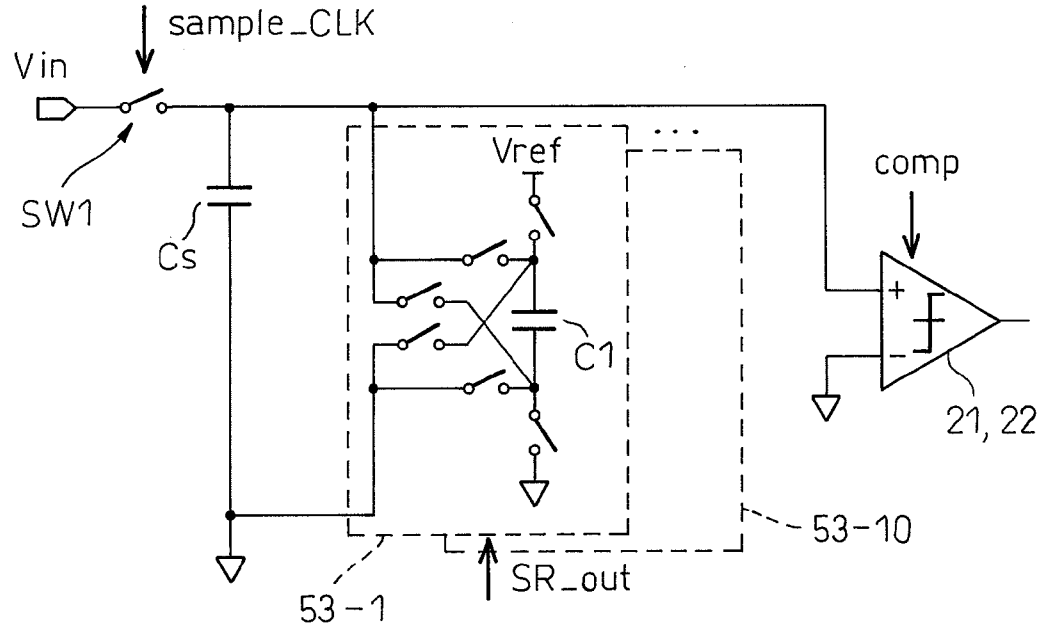 sample_CLK
Vin
. . .
Vref
comp
SW1
Cs
+
C1
−
21, 22
53-10
SR_out
53-1